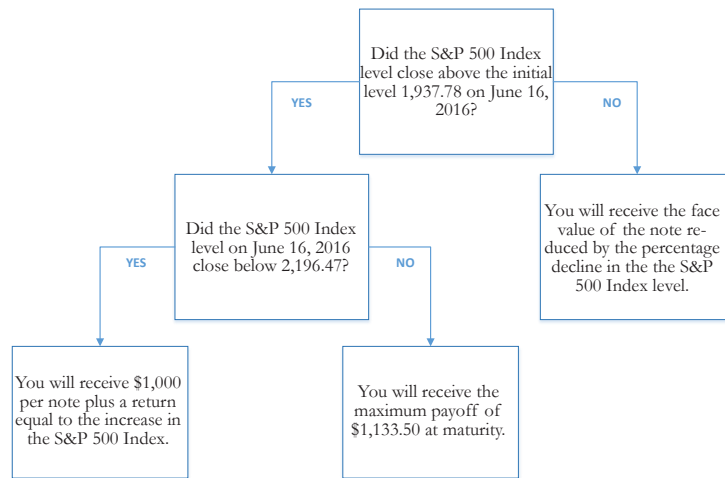 Did the S&P 500 Index
level close above the initial
level 1,937.78 on June 16,
2016?
YES
NO
Did the S&P 500 Index
level on June 16, 2016
close below 2,196.47?
You will receive the face
value of the note re-
duced by the percentage
decline in the the S&P
500 Index level.
YES
NO
You will receive $1,000
per note plus a return
equal to the increase in
the S&P 500 Index.
You will receive the
maximum payoff of
$1,133.50 at maturity.